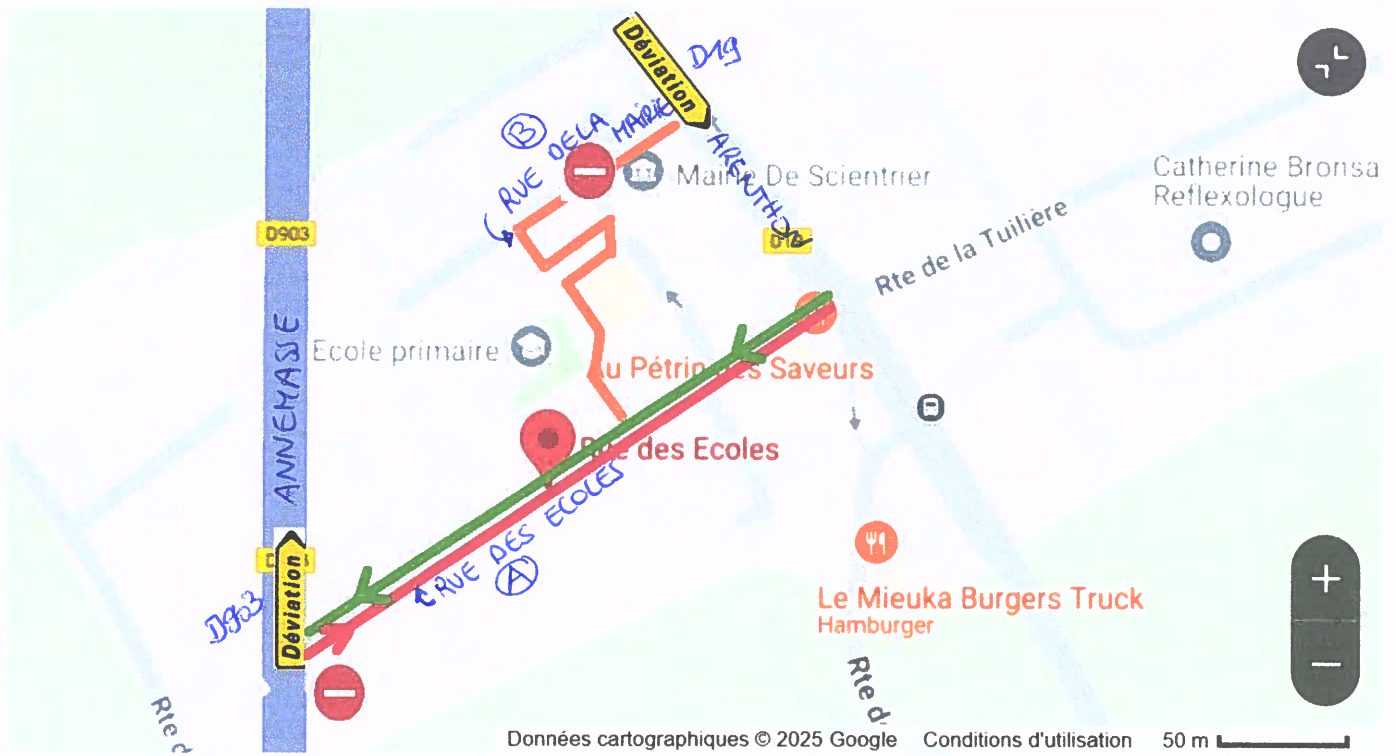 Déviation
D19
B
RUE DE LA MAIRIE
ARENTHON
Mairie De Scientrier
Catherine Bronsa
Reflexologue
D903
Rte de la Tuilière
ANNEMASSE
Ecole primaire
Au Pétrin des Saveurs
Rue des Ecoles
RUE DES ECOLES
A
D903
Déviation
Le Mieuka Burgers Truck
Hamburger
Rte d
Rte d
Données cartographiques © 2025 Google Conditions d'utilisation 50 m